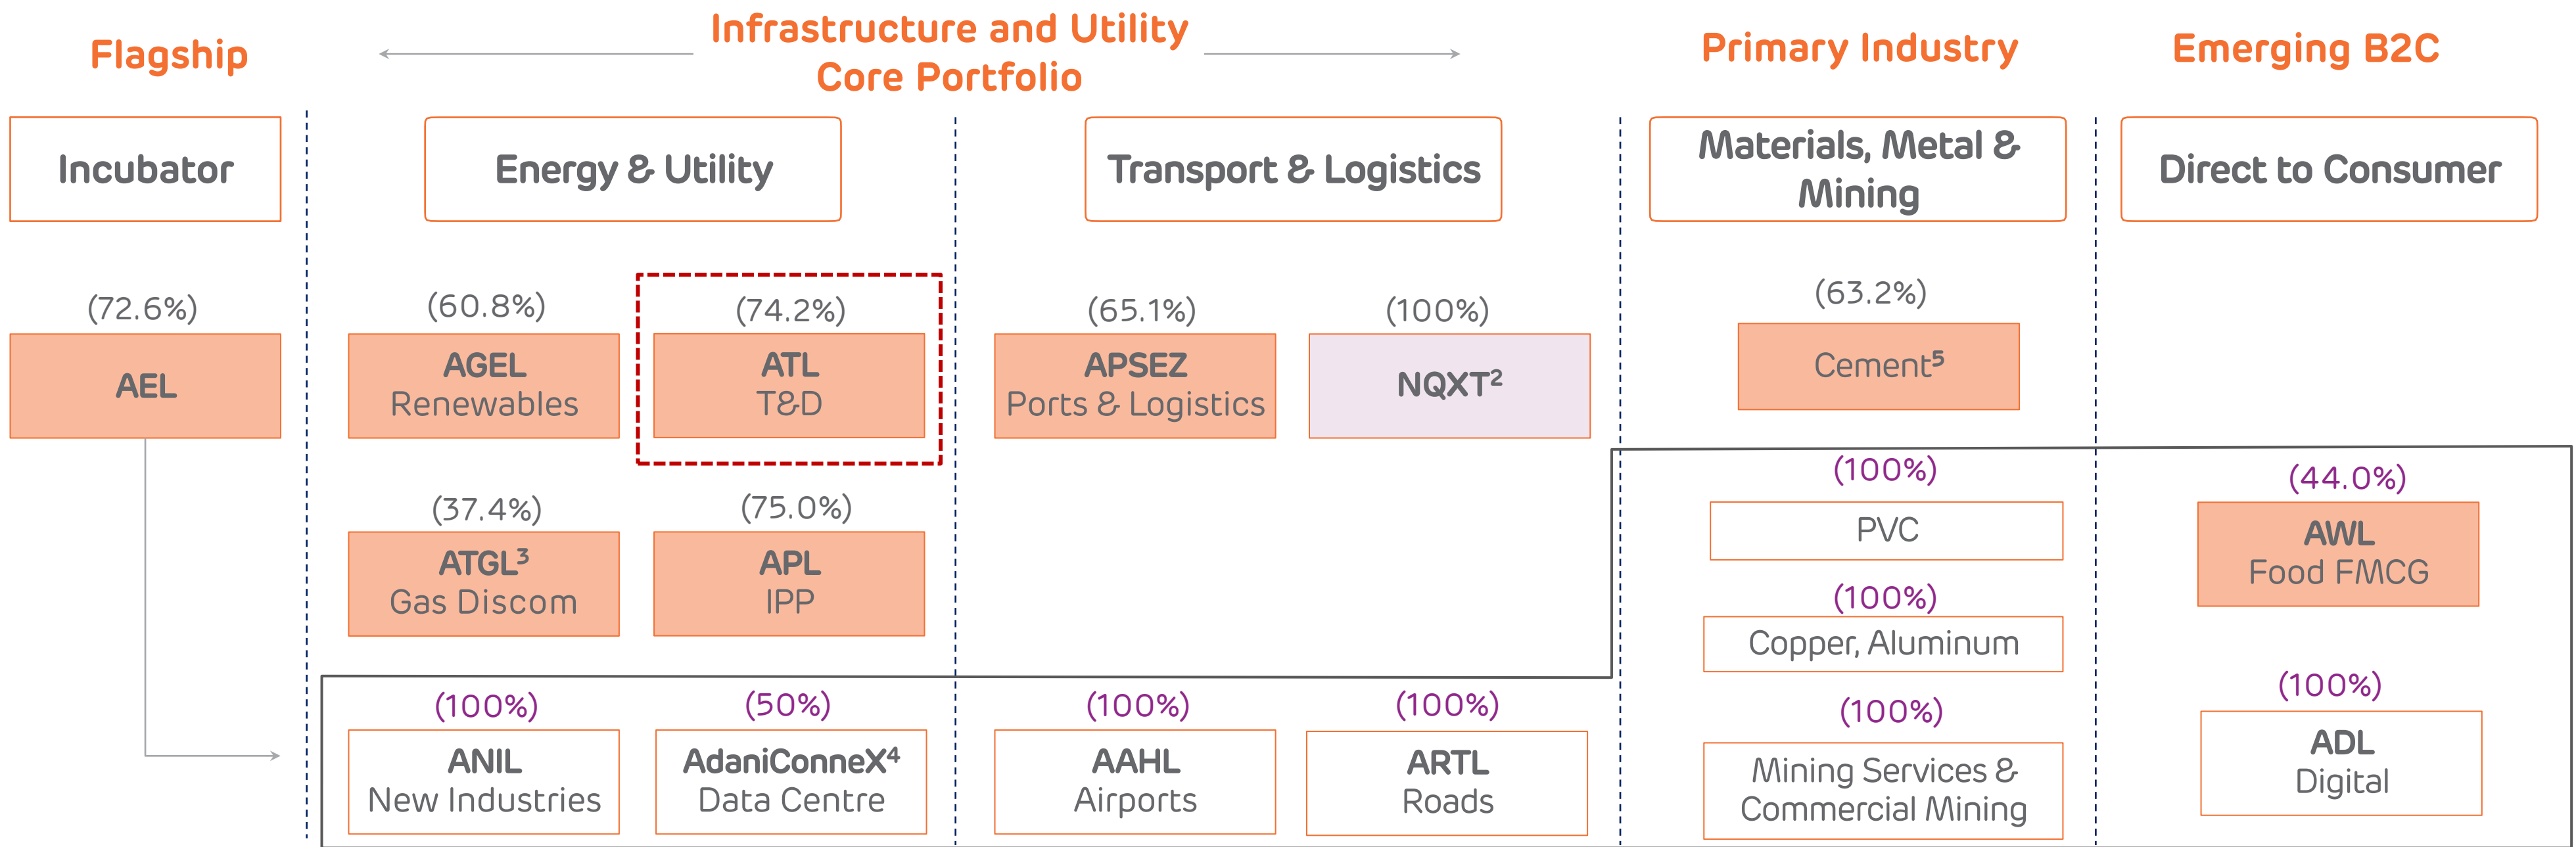 Flagship
Infrastructure and Utility
Core Portfolio
Primary Industry
Emerging B2C
Incubator
Energy & Utility
Transport & Logistics
Materials, Metal &
Mining
Direct to Consumer
(72.6%)
AEL
(60.8%)
AGEL
Renewables
(74.2%)
ATL
T&D
(65.1%)
APSEZ
Ports & Logistics
(100%)
NQXT²
(63.2%)
Cement⁵
(37.4%)
ATGL³
Gas Discom
(75.0%)
APL
IPP
(100%)
PVC
(100%)
Copper, Aluminum
(44.0%)
AWL
Food FMCG
(100%)
ANIL
New Industries
(50%)
AdaniConneX⁴
Data Centre
(100%)
AAHL
Airports
(100%)
ARTL
Roads
(100%)
Mining Services &
Commercial Mining
(100%)
ADL
Digital